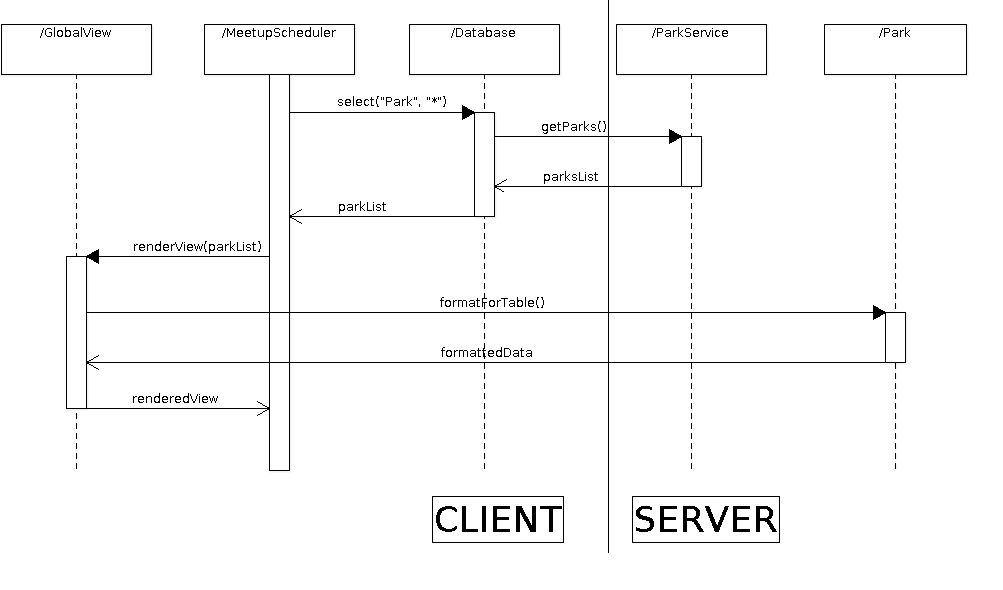 /GlobalView
/MeetupScheduler
/Database
/ParkService
/Park
select("Park", "*")
getParks()
parksList
parkList
renderView(parkList)
formatForTable()
formattedData
renderedView
CLIENT
SERVER